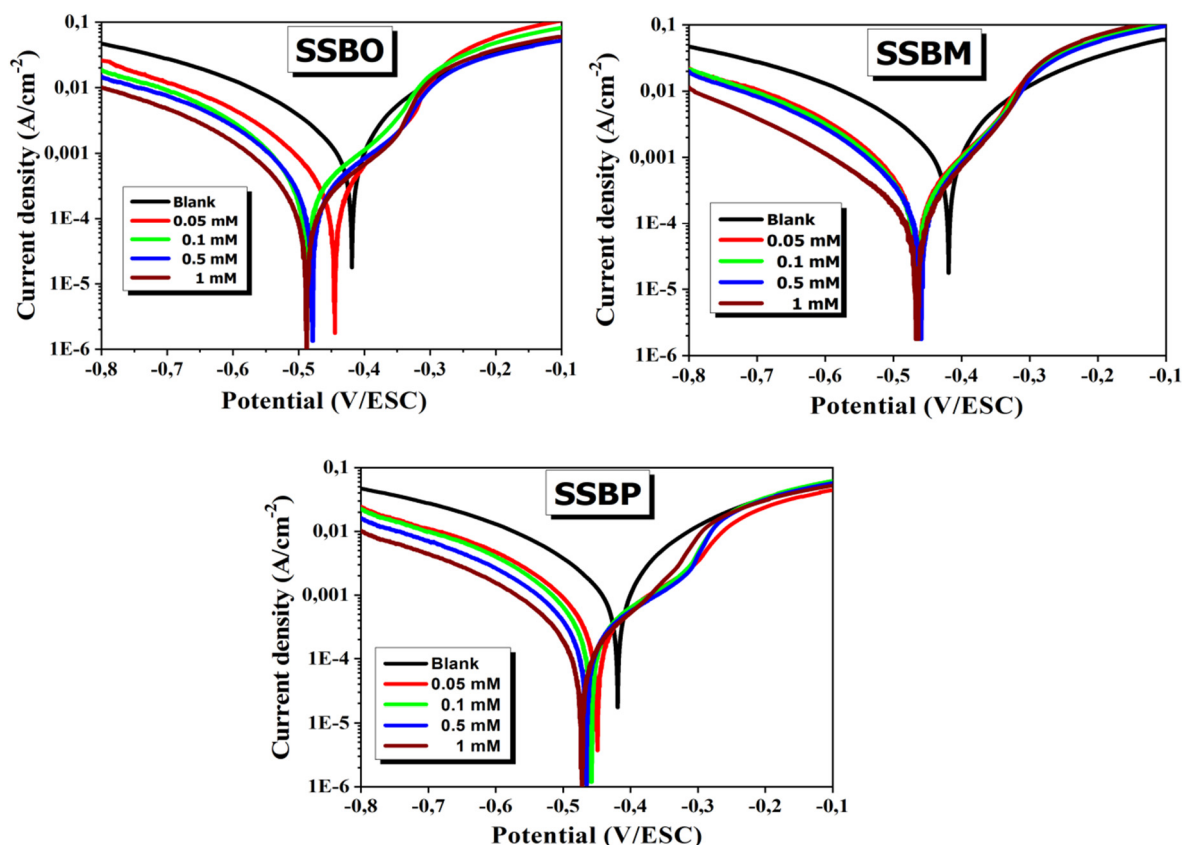 SSBO
Current density (A/cm-2)
0,1
0,01
0,001
1E-4
1E-5
1E-6
Blank
0.05 mM
0.1 mM
0.5 mM
1 mM
-0,8 -0,7 -0,6 -0,5 -0,4 -0,3 -0,2 -0,1
Potential (V/ESC)
SSBM
Current density (A/cm-2)
0,1
0,01
0,001
1E-4
1E-5
1E-6
Blank
0.05 mM
0.1 mM
0.5 mM
1 mM
-0,8 -0,7 -0,6 -0,5 -0,4 -0,3 -0,2 -0,1
Potential (V/ESC)
SSBP
Current density (A/cm-2)
0,1
0,01
0,001
1E-4
1E-5
1E-6
Blank
0.05 mM
0.1 mM
0.5 mM
1 mM
-0,8 -0,7 -0,6 -0,5 -0,4 -0,3 -0,2 -0,1
Potential (V/ESC)